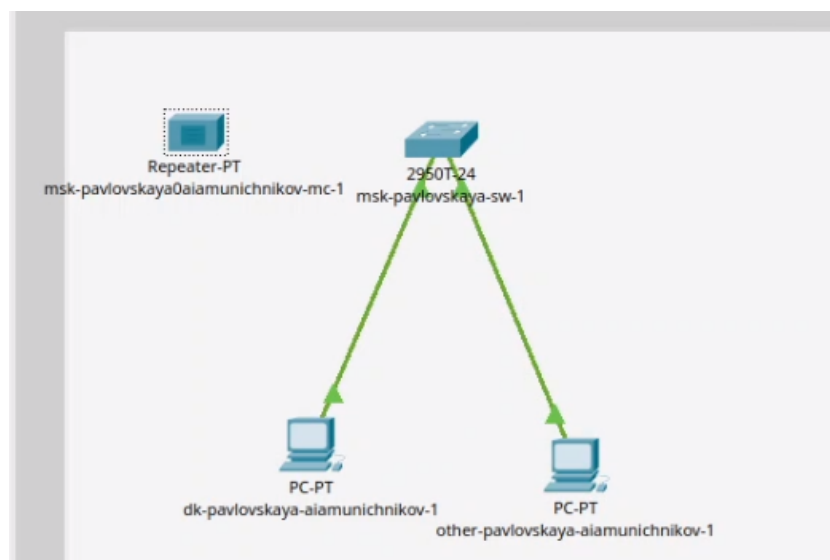 Repeater-PT
msk-pavlovskaya0aiamunichnikov-mc-1
2950T-24
msk-pavlovskaya-sw-1
PC-PT
dk-pavlovskaya-aiamunichnikov-1
PC-PT
other-pavlovskaya-aiamunichnikov-1